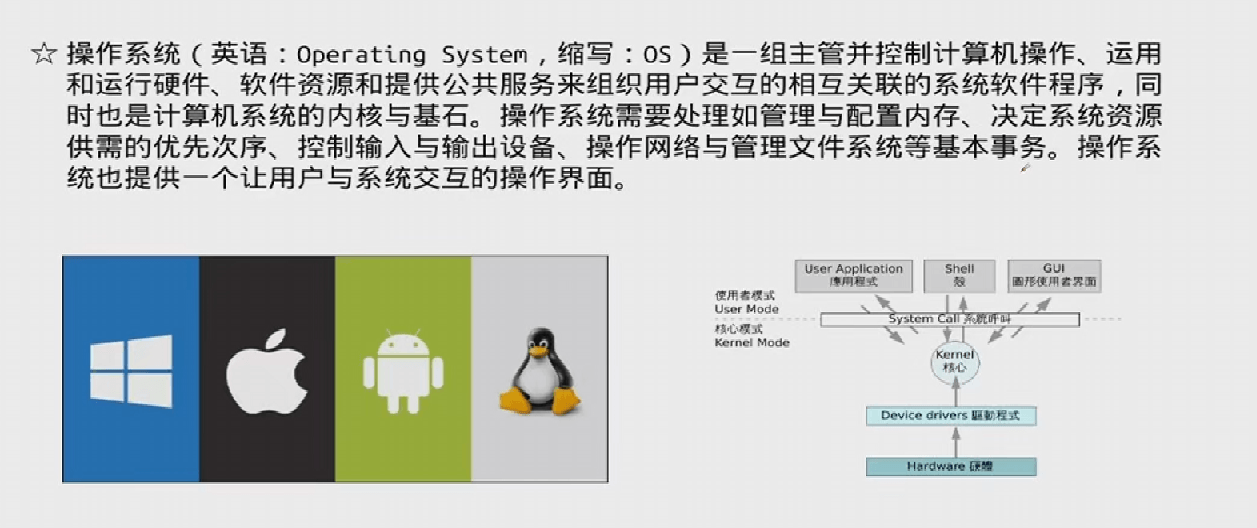 ☆ 操作系统（英语：Operating System，缩写：OS）是一组主管并控制计算机操作、运用
和运行硬件、软件资源和提供公共服务来组织用户交互的相互关联的系统软件程序，同
时也是计算机系统的内核与基石。操作系统需要处理如管理与配置内存、决定系统资源
供需的优先次序、控制输入与输出设备、操作网络与管理文件系统等基本事务。操作系
统也提供一个让用户与系统交互的操作界面。
User Application
應用程式
Shell
殼
GUI
圖形使用者界面
使用者模式
User Mode
System Call 系統呼叫
核心模式
Kernel Mode
Kernel
核心
Device drivers 驅動程式
Hardware 硬體